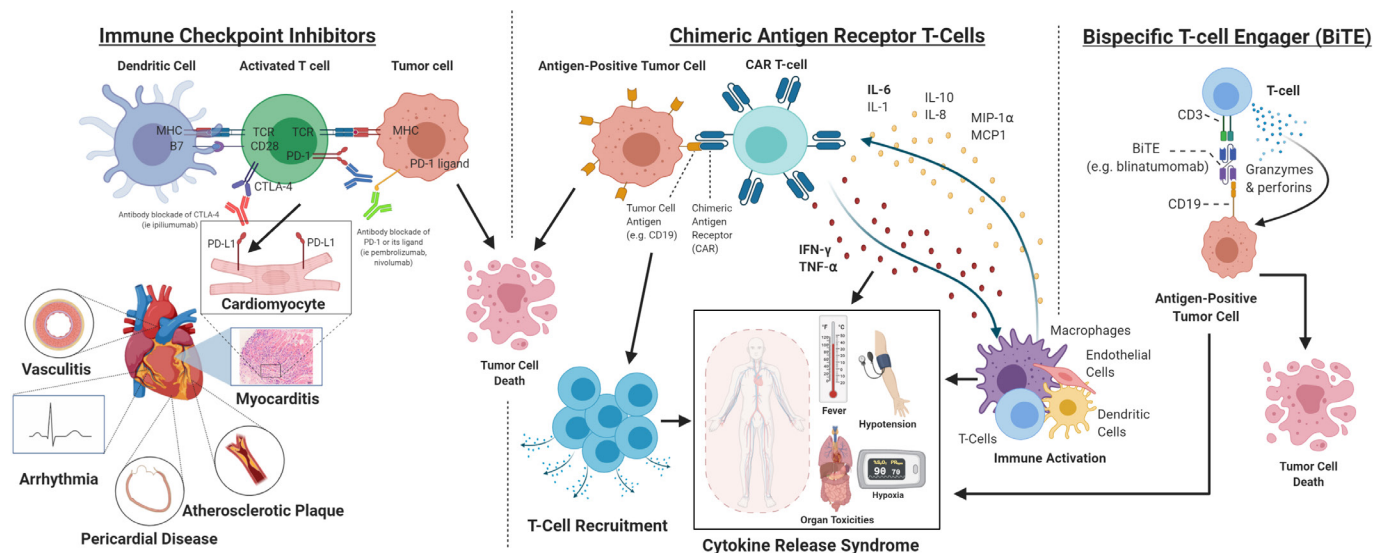 Immune Checkpoint Inhibitors
Dendritic Cell
Activated T cell
Tumor cell
MHC
TCR
TCR
MHC
B7
CD28
PD-1
PD-1 ligand
CTLA-4
Antibody blockade of CTLA-4
(ie ipiliumumab)
Antibody blockade of
PD-1 or its ligand
(ie pembrolizumab,
nivolumab)
PD-L1
PD-L1
Cardiomyocyte
Vasculitis
Myocarditis
Arrhythmia
Atherosclerotic Plaque
Pericardial Disease
Tumor Cell
Death
Chimeric Antigen Receptor T-Cells
Antigen-Positive Tumor Cell
CAR T-cell
IL-6
IL-1
IL-10
IL-8
MIP-1α
MCP1
Tumor Cell
Antigen
(e.g. CD19)
Chimeric
Antigen
Receptor
(CAR)
IFN-γ
TNF-α
T-Cell Recruitment
°F
°C
Fever
Hypotension
90 70
Hypoxia
Organ Toxicities
Cytokine Release Syndrome
Macrophages
Endothelial
Cells
Dendritic
Cells
T-Cells
Immune Activation
Bispecific T-cell Engager (BiTE)
T-cell
CD3
BiTE
(e.g. blinatumomab)
Granzymes
& perforins
CD19
Antigen-Positive
Tumor Cell
Tumor Cell
Death